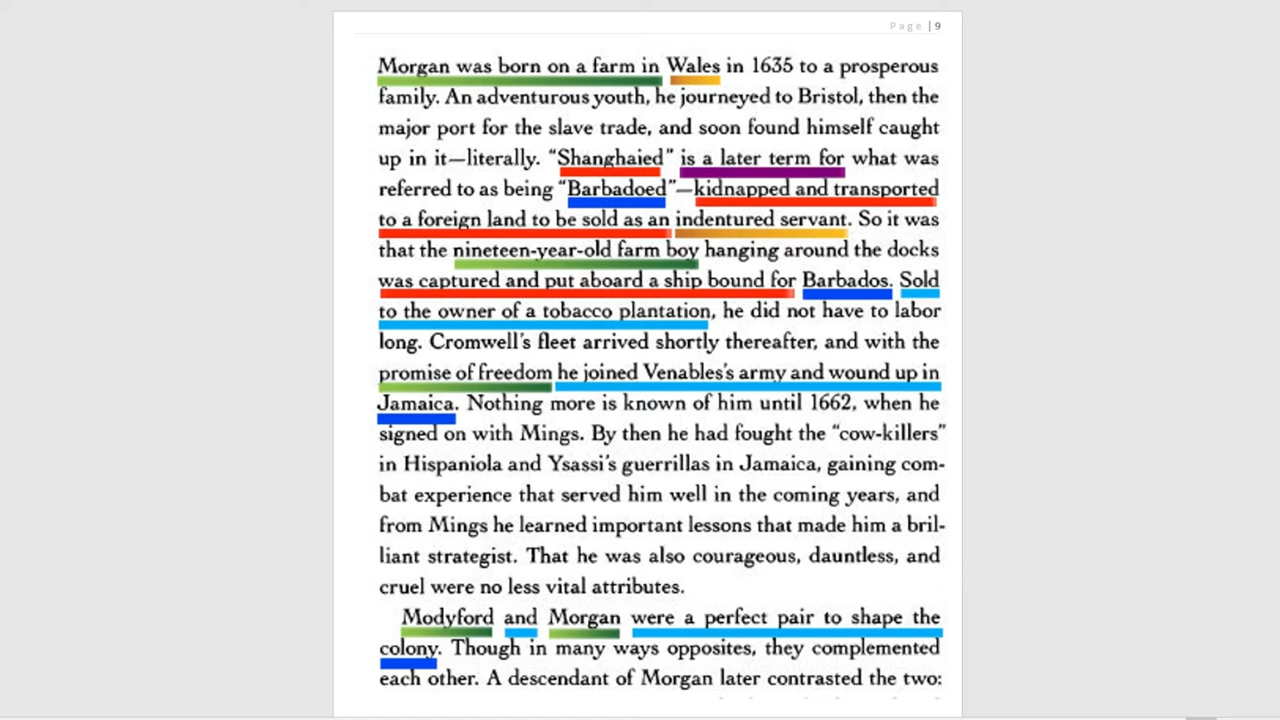 Page | 9
Morgan was born on a farm in Wales in 1635 to a prosperous
family. An adventurous youth, he journeyed to Bristol, then the
major port for the slave trade, and soon found himself caught
up in it—literally. “Shanghaied” is a later term for what was
referred to as being “Barbadoed”—kidnapped and transported
to a foreign land to be sold as an indentured servant. So it was
that the nineteen-year-old farm boy hanging around the docks
was captured and put aboard a ship bound for Barbados. Sold
to the owner of a tobacco plantation, he did not have to labor
long. Cromwell’s fleet arrived shortly thereafter, and with the
promise of freedom he joined Venables’s army and wound up in
Jamaica. Nothing more is known of him until 1662, when he
signed on with Mings. By then he had fought the “cow-killers”
in Hispaniola and Ysassi’s guerrillas in Jamaica, gaining com-
bat experience that served him well in the coming years, and
from Mings he learned important lessons that made him a bril-
liant strategist. That he was also courageous, dauntless, and
cruel were no less vital attributes.
Modyford and Morgan were a perfect pair to shape the
colony. Though in many ways opposites, they complemented
each other. A descendant of Morgan later contrasted the two: